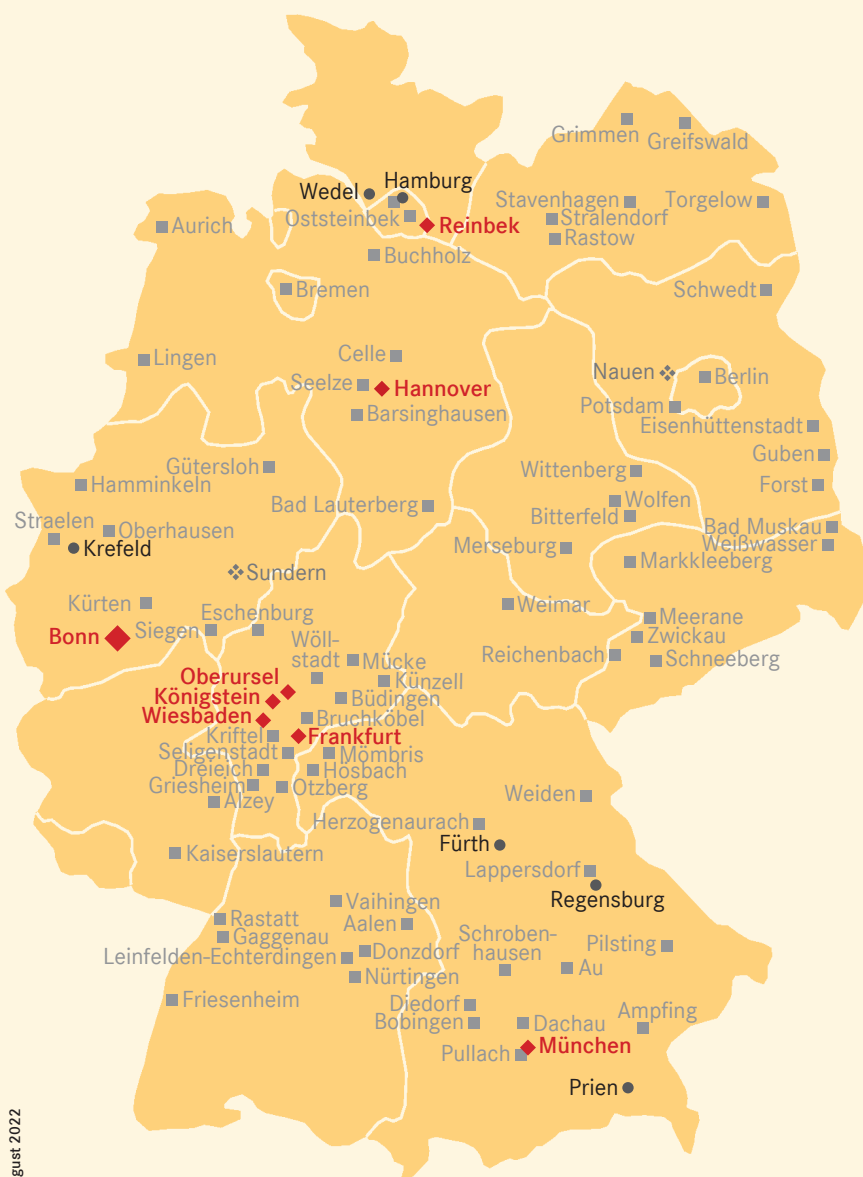 Grimmen
Greifswald
Wedel
Hamburg
Stavenhagen
Torgelow
Oststeinbek
Stralendorf
Aurich
Reinbek
Rastow
Buchholz
Bremen
Schwedt
Celle
Lingen
Nauen
Berlin
Seelze
Hannover
Potsdam
Barsinghausen
Eisenhüttenstadt
Guben
Gütersloh
Wittenberg
Hamminkeln
Forst
Bad Lauterberg
Wolfen
Bitterfeld
Straelen
Oberhausen
Bad Muskau
Krefeld
Merseburg
Weißwasser
Markkleeberg
Sundern
Kürten
Weimar
Eschenburg
Meerane
Bonn
Siegen
Zwickau
Wöll-
stadt
Mücke
Reichenbach
Schneeberg
Oberursel
Künzell
Königstein
Büdingen
Wiesbaden
Bruchköbel
Kriftel
Frankfurt
Seligenstadt
Mömbris
Dreieich
Hösbach
Griesheim
Otzberg
Alzey
Weiden
Herzogenaurach
Fürth
Kaiserslautern
Lappersdorf
Regensburg
Vaihingen
Rastatt
Aalen
Gaggenau
Schroben-
hausen
Pilsting
Leinfelden-Echterdingen
Donzdorf
Au
Nürtingen
Friesenheim
Diedorf
Ampfing
Bobingen
Dachau
München
Pullach
Prien
gust 2022